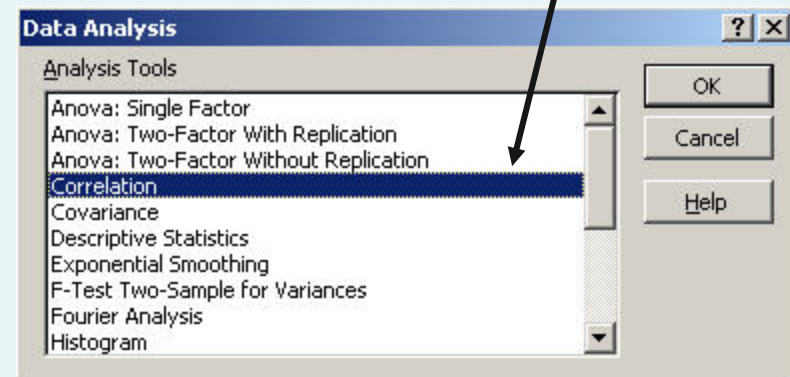 Data Analysis
Analysis Tools
Anova: Single Factor
Anova: Two-Factor With Replication
Anova: Two-Factor Without Replication
Correlation
Covariance
Descriptive Statistics
Exponential Smoothing
F-Test Two-Sample for Variances
Fourier Analysis
Histogram
OK
Cancel
Help